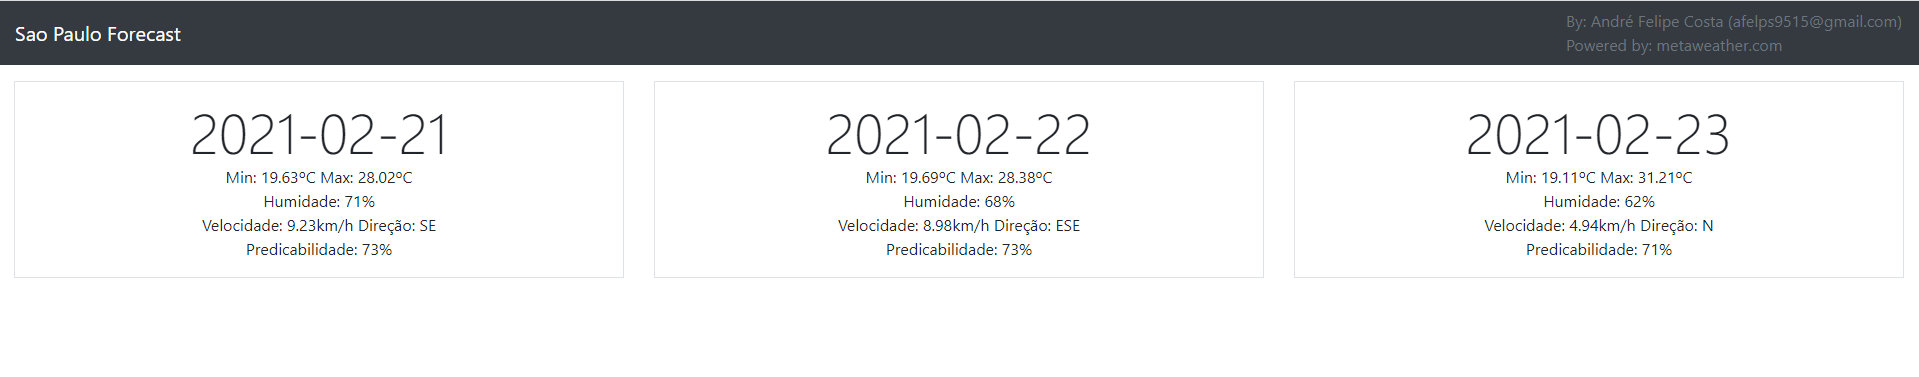 Sao Paulo Forecast
By: André Felipe Costa (afelps9515@gmail.com)
Powered by: metaweather.com
2021-02-21
Min: 19.63ºC Max: 28.02ºC
Humidade: 71%
Velocidade: 9.23km/h Direção: SE
Predicabilidade: 73%
2021-02-22
Min: 19.69ºC Max: 28.38ºC
Humidade: 68%
Velocidade: 8.98km/h Direção: ESE
Predicabilidade: 73%
2021-02-23
Min: 19.11ºC Max: 31.21ºC
Humidade: 62%
Velocidade: 4.94km/h Direção: N
Predicabilidade: 71%